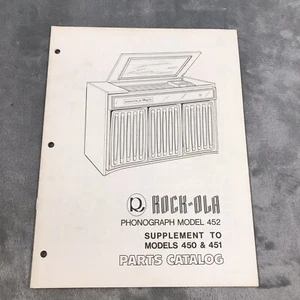 R ROCK-OLA
PHONOGRAPH MODEL 452
SUPPLEMENT TO
MODELS 450 & 451
PARTS CATALOG